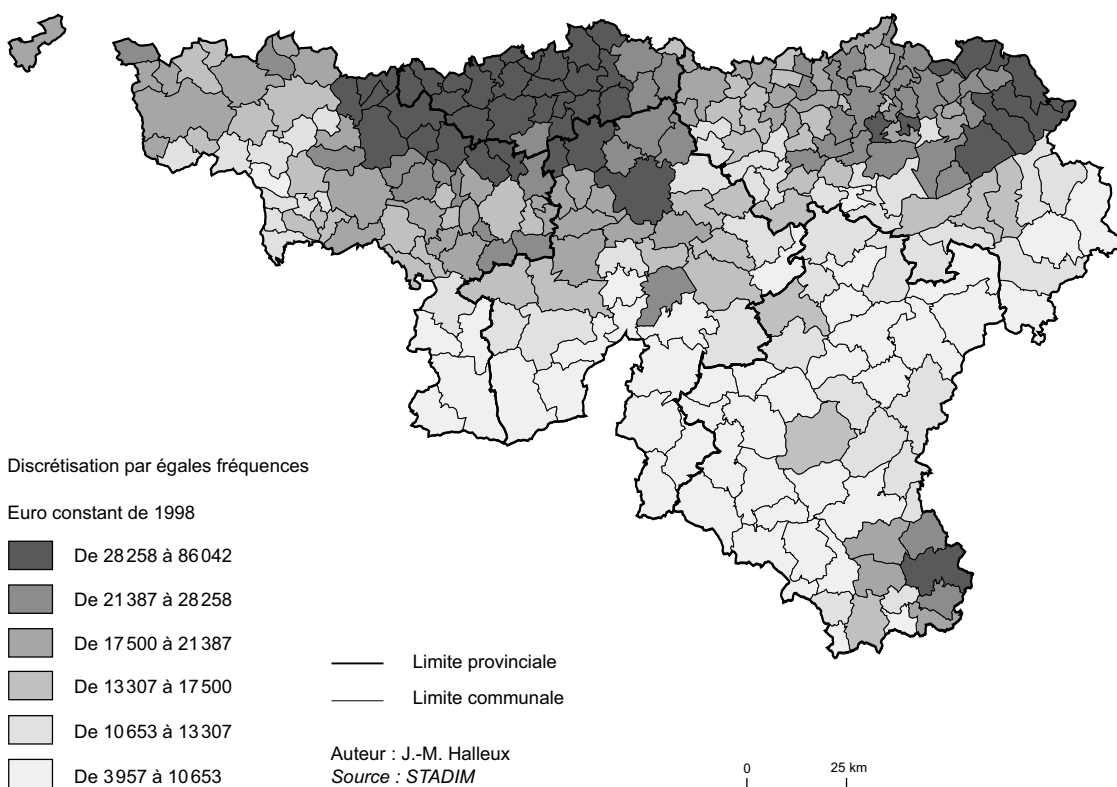 Discrétisation par égales fréquences
Euro constant de 1998
De 28 258 à 86 042
De 21 387 à 28 258
De 17 500 à 21 387
De 13 307 à 17 500
De 10 653 à 13 307
De 3 957 à 10 653
Limite provinciale
Limite communale
Auteur : J.-M. Halleux
Source : STADIM
0 25 km